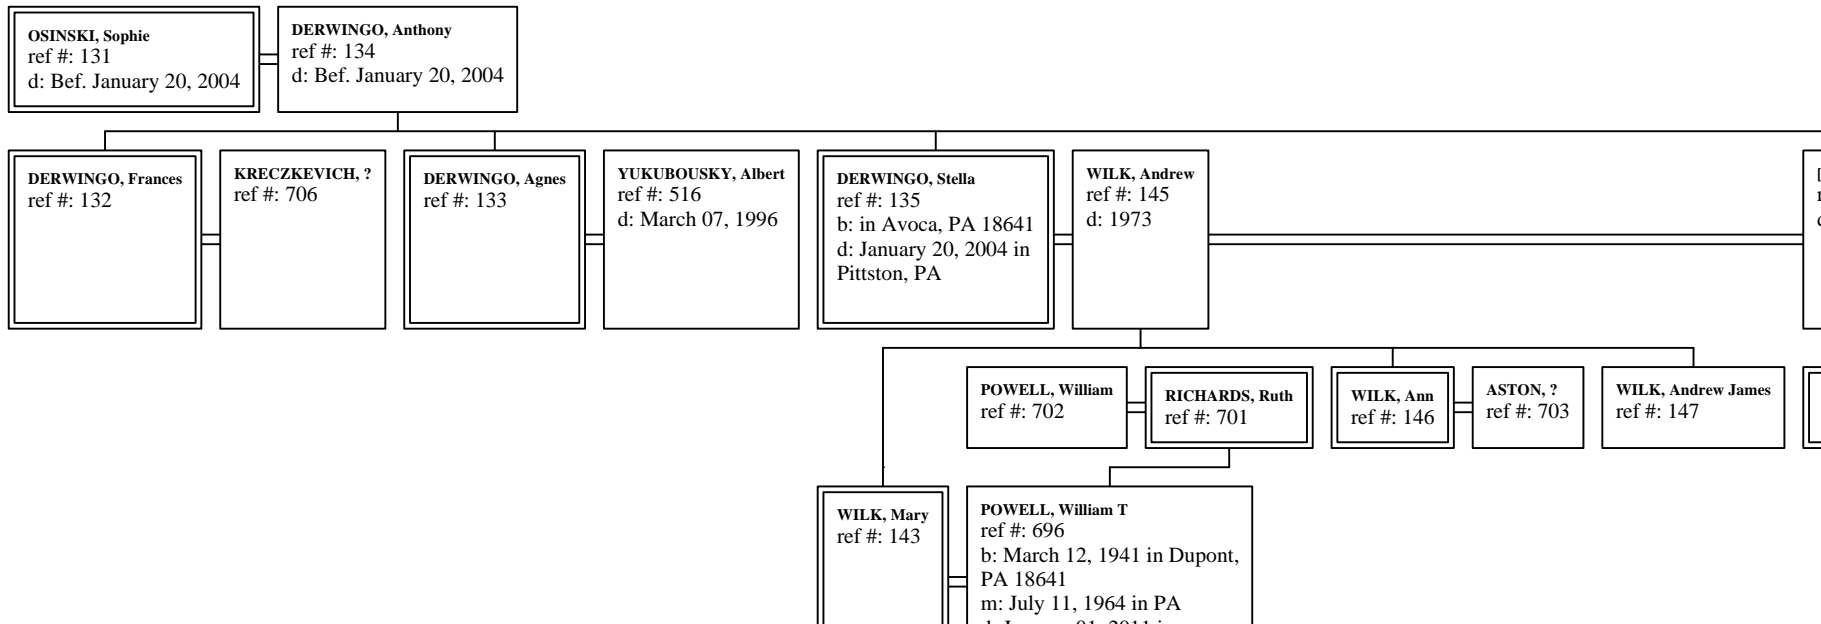 OSINSKI, Sophie
ref #: 131
d: Bef. January 20, 2004
DERWINGO, Anthony
ref #: 134
d: Bef. January 20, 2004
DERWINGO, Frances
ref #: 132
KRECZKEVICH, ?
ref #: 706
DERWINGO, Agnes
ref #: 133
YUKUBOUSKY, Albert
ref #: 516
d: March 07, 1996
DERWINGO, Stella
ref #: 135
b: in Avoca, PA 18641
d: January 20, 2004 in
Pittston, PA
WILK, Andrew
ref #: 145
d: 1973
POWELL, William
ref #: 702
RICHARDS, Ruth
ref #: 701
WILK, Ann
ref #: 146
ASTON, ?
ref #: 703
WILK, Andrew James
ref #: 147
WILK, Mary
ref #: 143
POWELL, William T
ref #: 696
b: March 12, 1941 in Dupont,
PA 18641
m: July 11, 1964 in PA